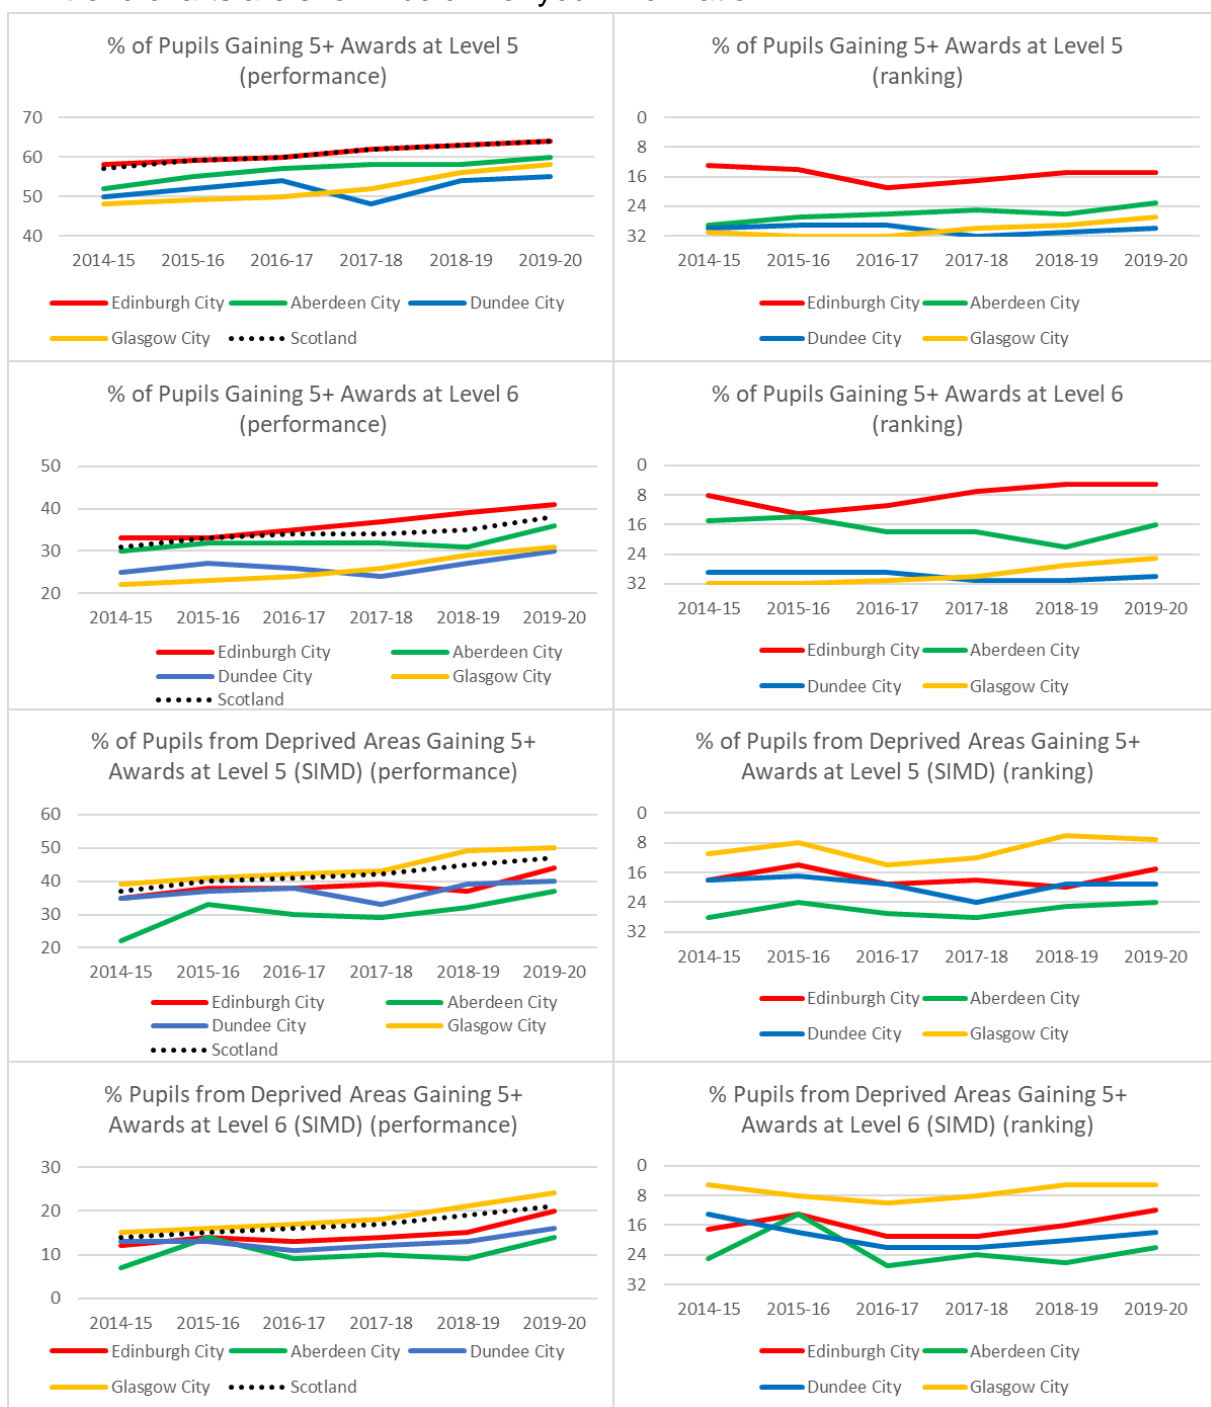 % of Pupils Gaining 5+ Awards at Level 5
(performance)
70
60
50
40
2014-15 2015-16 2016-17 2017-18 2018-19 2019-20
Edinburgh City Aberdeen City Dundee City
Glasgow City Scotland
% of Pupils Gaining 5+ Awards at Level 5
(ranking)
0
8
16
24
32
2014-15 2015-16 2016-17 2017-18 2018-19 2019-20
Edinburgh City Aberdeen City
Dundee City Glasgow City
% of Pupils Gaining 5+ Awards at Level 6
(performance)
50
40
30
20
2014-15 2015-16 2016-17 2017-18 2018-19 2019-20
Edinburgh City Aberdeen City
Dundee City Glasgow City
Scotland
% of Pupils Gaining 5+ Awards at Level 6
(ranking)
0
8
16
24
32
2014-15 2015-16 2016-17 2017-18 2018-19 2019-20
Edinburgh City Aberdeen City
Dundee City Glasgow City
% of Pupils from Deprived Areas Gaining 5+
Awards at Level 5 (SIMD) (performance)
60
50
40
30
20
2014-15 2015-16 2016-17 2017-18 2018-19 2019-20
Edinburgh City Aberdeen City
Dundee City Glasgow City
Scotland
% of Pupils from Deprived Areas Gaining 5+
Awards at Level 5 (SIMD) (ranking)
0
8
16
24
32
2014-15 2015-16 2016-17 2017-18 2018-19 2019-20
Edinburgh City Aberdeen City
Dundee City Glasgow City
% Pupils from Deprived Areas Gaining 5+
Awards at Level 6 (SIMD) (performance)
30
20
10
0
2014-15 2015-16 2016-17 2017-18 2018-19 2019-20
Edinburgh City Aberdeen City Dundee City
Glasgow City Scotland
% Pupils from Deprived Areas Gaining 5+
Awards at Level 6 (SIMD) (ranking)
0
8
16
24
32
2014-15 2015-16 2016-17 2017-18 2018-19 2019-20
Edinburgh City Aberdeen City
Dundee City Glasgow City